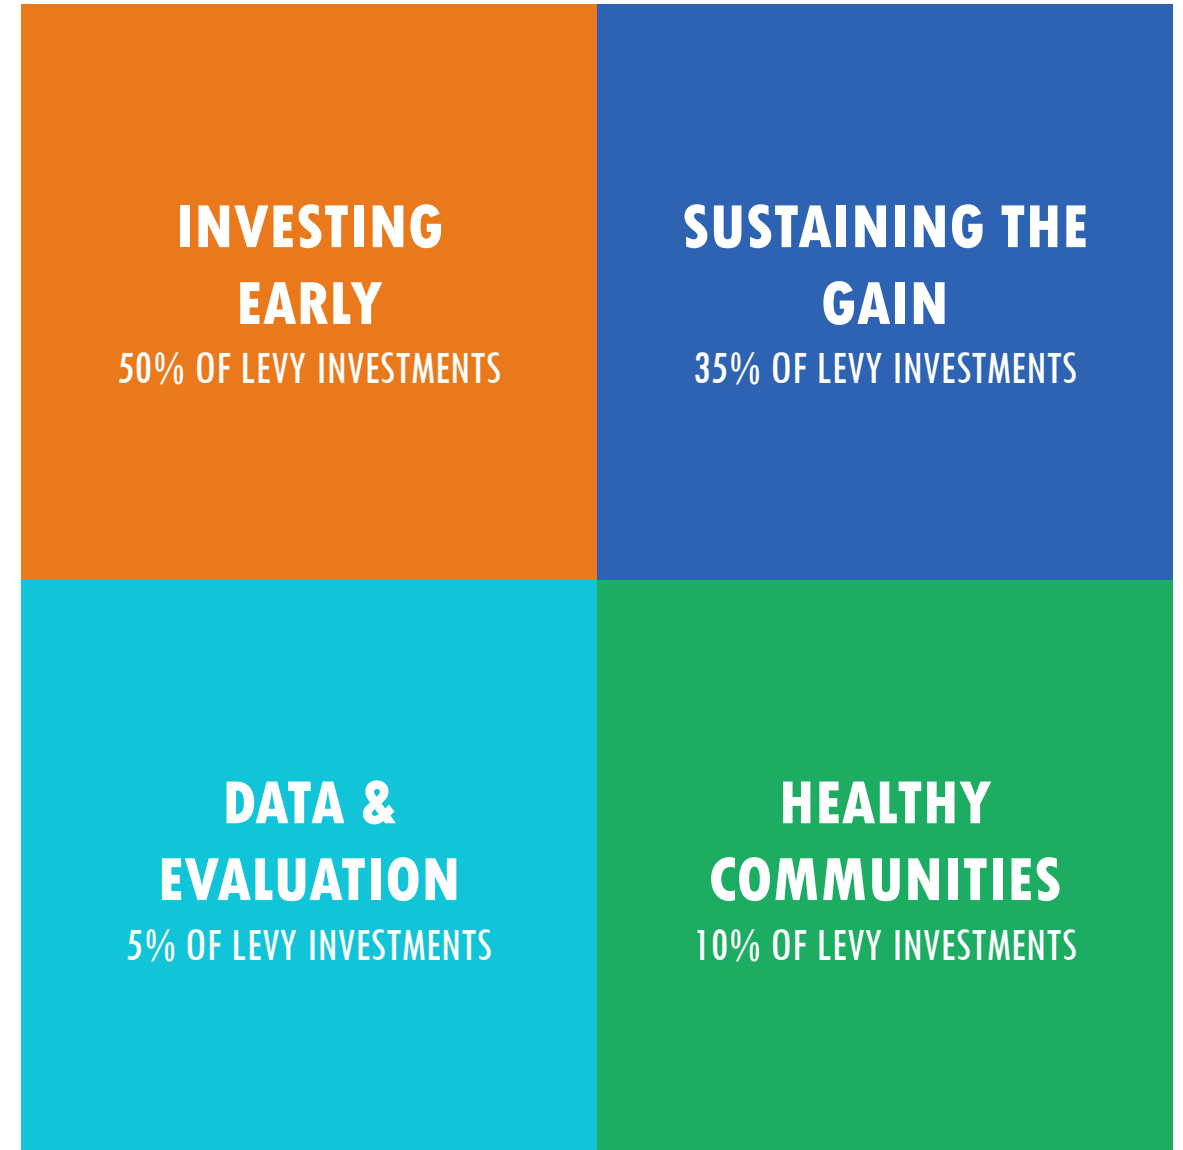 INVESTING
EARLY
50% OF LEVY INVESTMENTS
SUSTAINING THE
GAIN
35% OF LEVY INVESTMENTS
DATA &
EVALUATION
5% OF LEVY INVESTMENTS
HEALTHY
COMMUNITIES
10% OF LEVY INVESTMENTS